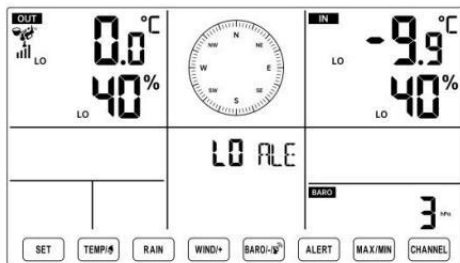 OUT
0.0°C
LO
40%
LO
N
NW NE
W E
SW SE
S
IN
-9.9°C
LO
40%
LO
LO ALE
BARO
3
SET TEMP/ RAIN WIND/+ BARO/-/ ALERT MAX/MIN CHANNEL